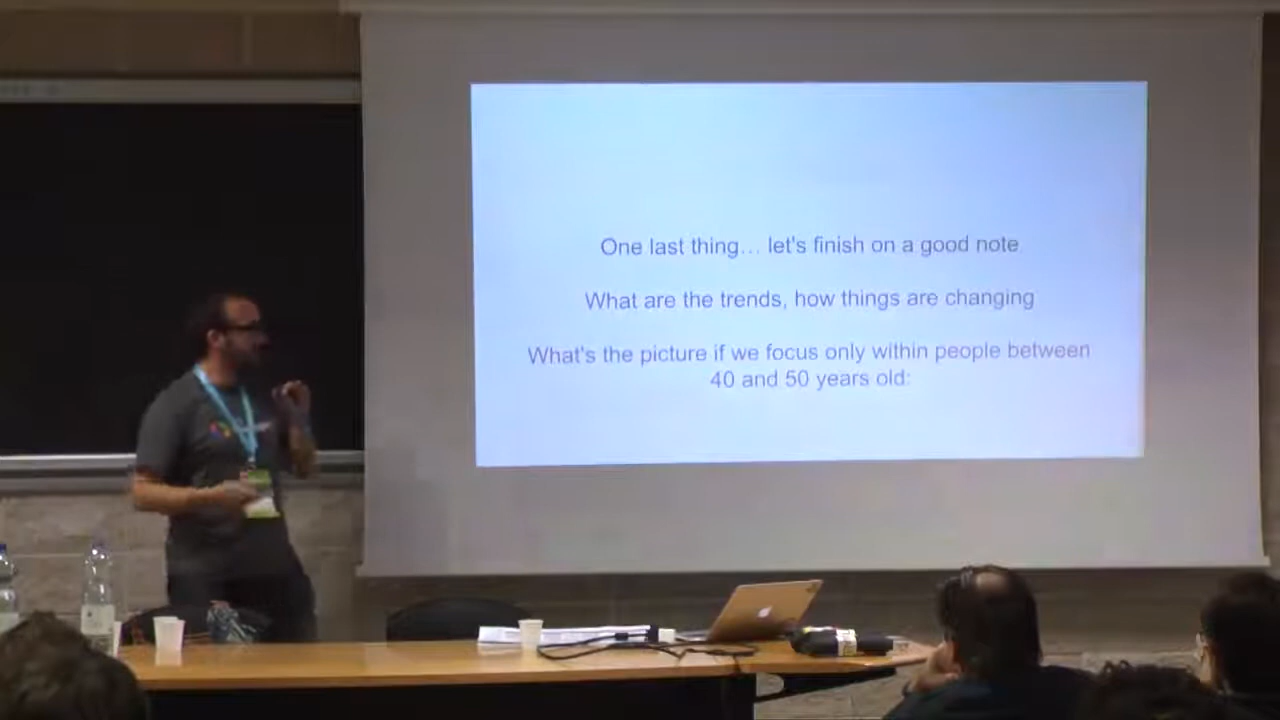 One last thing… let's finish on a good note
What are the trends, how things are changing
What's the picture if we focus only within people between
40 and 50 years old: